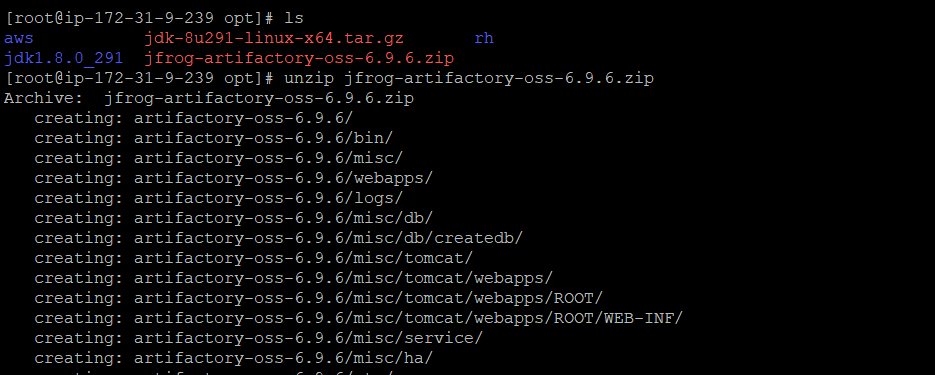 [root@ip-172-31-9-239 opt]# ls
aws jdk-8u291-linux-x64.tar.gz rh
jdk1.8.0_291 jfrog-artifactory-oss-6.9.6.zip
[root@ip-172-31-9-239 opt]# unzip jfrog-artifactory-oss-6.9.6.zip
Archive:  jfrog-artifactory-oss-6.9.6.zip
   creating: artifactory-oss-6.9.6/
   creating: artifactory-oss-6.9.6/bin/
   creating: artifactory-oss-6.9.6/misc/
   creating: artifactory-oss-6.9.6/webapps/
   creating: artifactory-oss-6.9.6/logs/
   creating: artifactory-oss-6.9.6/misc/db/
   creating: artifactory-oss-6.9.6/misc/db/createdb/
   creating: artifactory-oss-6.9.6/misc/tomcat/
   creating: artifactory-oss-6.9.6/misc/tomcat/webapps/
   creating: artifactory-oss-6.9.6/misc/tomcat/webapps/ROOT/
   creating: artifactory-oss-6.9.6/misc/tomcat/webapps/ROOT/WEB-INF/
   creating: artifactory-oss-6.9.6/misc/service/
   creating: artifactory-oss-6.9.6/misc/ha/